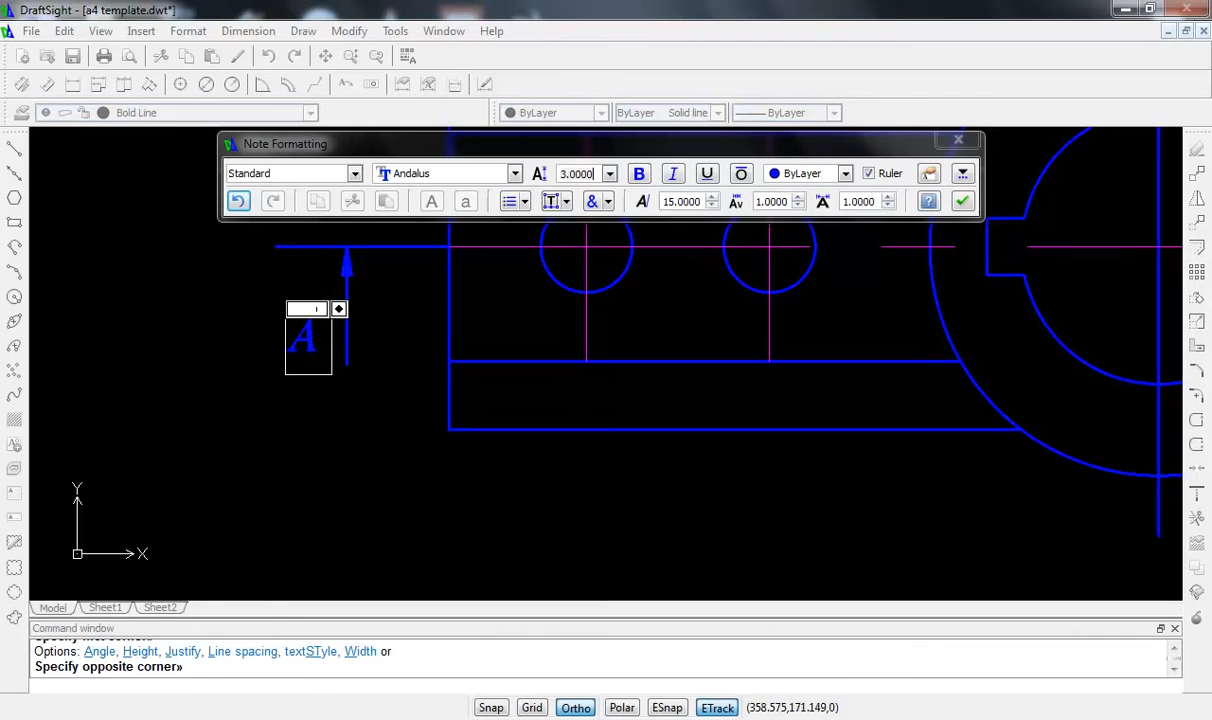 DraftSight - [a4 template.dwt*]
File Edit View Insert Format Dimension Draw Modify Tools Window Help
Bold Line ByLayer ByLayer Solid line ByLayer
Note Formatting
Standard Andalus 3.0000 B I U O ByLayer Ruler
A a & 15.0000 1.0000 1.0000
A
Y
X
Model Sheet1 Sheet2
Command window
Options: Angle, Height, Justify, Line spacing, textSTyle, Width or
Specify opposite corner»
Snap Grid Ortho Polar ESnap ETrack (358.575,171.149,0)